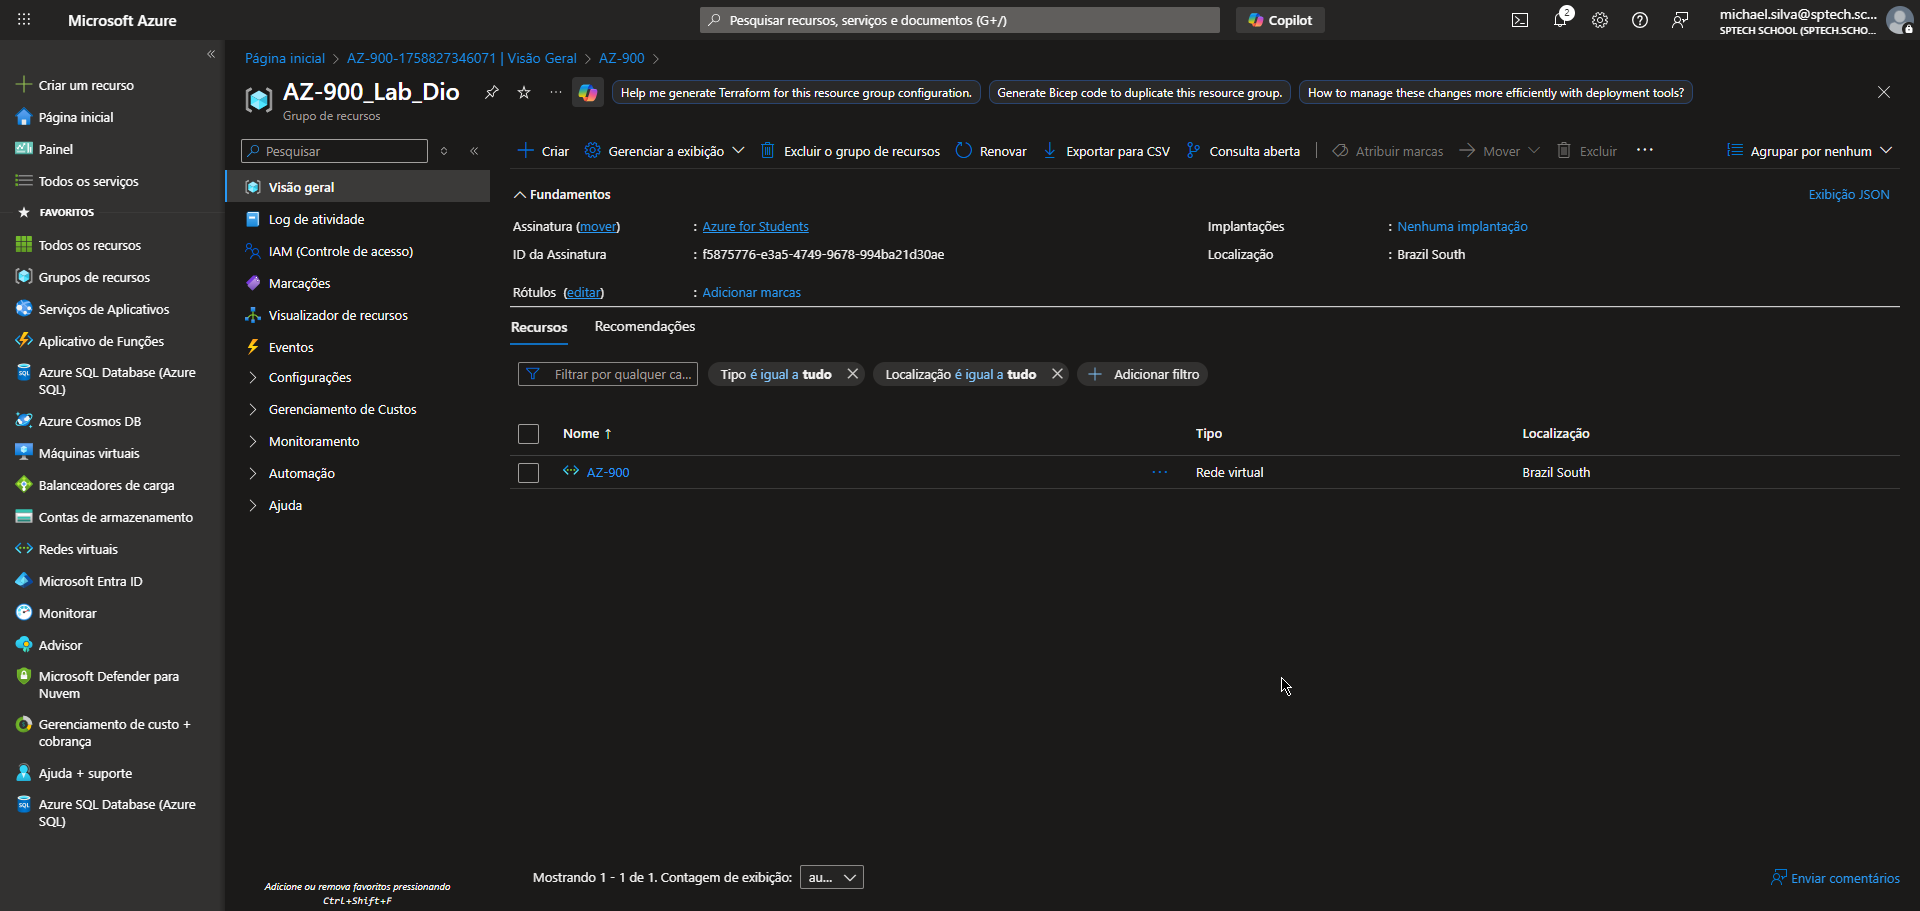 Microsoft Azure
Pesquisar recursos, serviços e documentos (G+/)
Copilot
2
michael.silva@sptech.sc...
SPTECH SCHOOL (SPTECH.SCHO...
Criar um recurso
Página inicial
Painel
Todos os serviços
FAVORITOS
Todos os recursos
Grupos de recursos
Serviços de Aplicativos
Aplicativo de Funções
Azure SQL Database (Azure
SQL)
Azure Cosmos DB
Máquinas virtuais
Balanceadores de carga
Contas de armazenamento
Redes virtuais
Microsoft Entra ID
Monitorar
Advisor
Microsoft Defender para
Nuvem
Gerenciamento de custo +
cobrança
Ajuda + suporte
Azure SQL Database (Azure
SQL)
Página inicial > AZ-900-1758827346071 | Visão Geral > AZ-900 >
AZ-900_Lab_Dio
Grupo de recursos
Help me generate Terraform for this resource group configuration.
Generate Bicep code to duplicate this resource group.
How to manage these changes more efficiently with deployment tools?
Pesquisar
Visão geral
Log de atividade
IAM (Controle de acesso)
Marcações
Visualizador de recursos
Eventos
Configurações
Gerenciamento de Custos
Monitoramento
Automação
Ajuda
Adicione ou remova favoritos pressionando
Ctrl+Shift+F
Criar Gerenciar a exibição Excluir o grupo de recursos Renovar Exportar para CSV Consulta aberta Atribuir marcas Mover Excluir ... Agrupar por nenhum
Fundamentos
Exibição JSON
Assinatura (mover) : Azure for Students
Implantações : Nenhuma implantação
ID da Assinatura : f5875776-e3a5-4749-9678-994ba21d30ae
Localização : Brazil South
Rótulos (editar) : Adicionar marcas
Recursos Recomendações
Filtrar por qualquer ca... Tipo é igual a tudo Localização é igual a tudo Adicionar filtro
Nome ↑ Tipo Localização
AZ-900 ... Rede virtual Brazil South
Mostrando 1 - 1 de 1. Contagem de exibição: au...
Enviar comentários